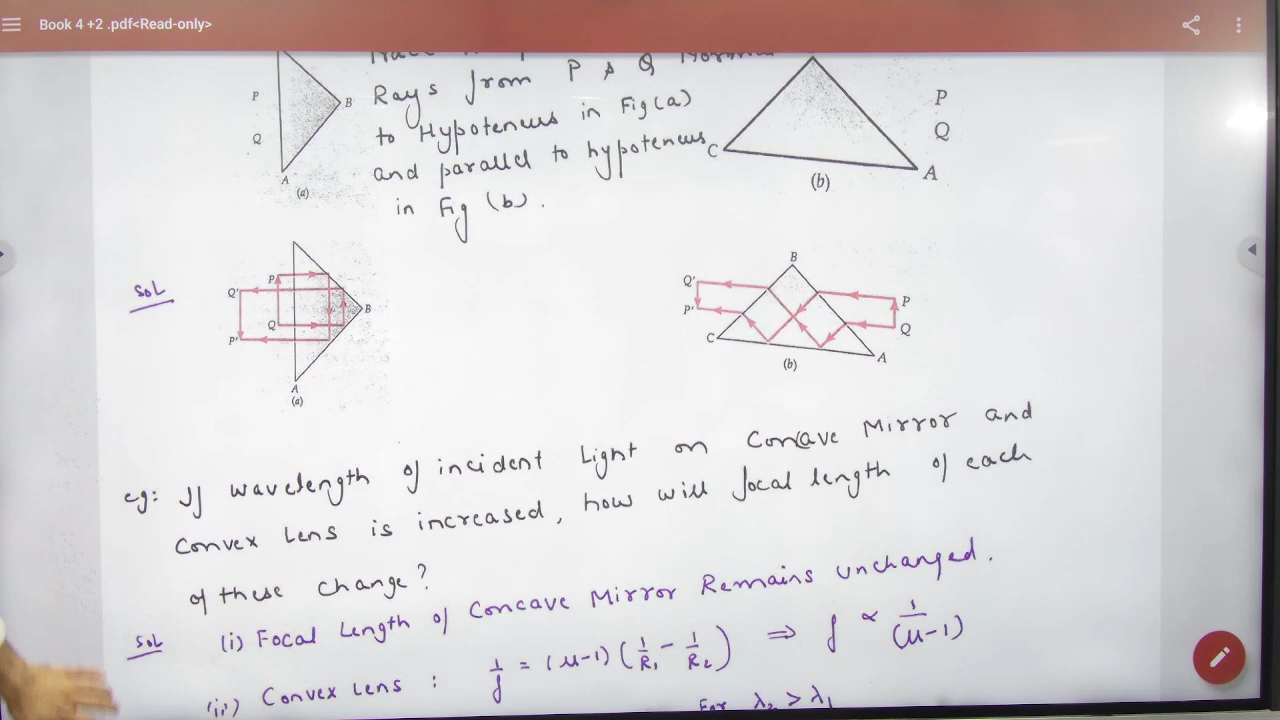 Book 4 +2 .pdf<Read-only>
Rays from P & Q Normal
to Hypoteneus in Fig(a)
and parallel to hypoteneus
in Fig (b).
P
Q
B
A
(a)
C
A
P
Q
(b)
Sol
P
Q
Q'
P'
B
A
(a)
B
Q'
P'
C
P
Q
A
(b)
eg: If wavelength of incident Light on Concave Mirror and
Convex Lens is increased, how will focal length of each
of these change?
Sol (i) Focal Length of Concave Mirror Remains unchanged.
(ii) Convex Lens : 1/f = (μ-1) (1/R₁ - 1/R₂) ⇒ f ∝ 1/(μ-1)
For λ₂ > λ₁